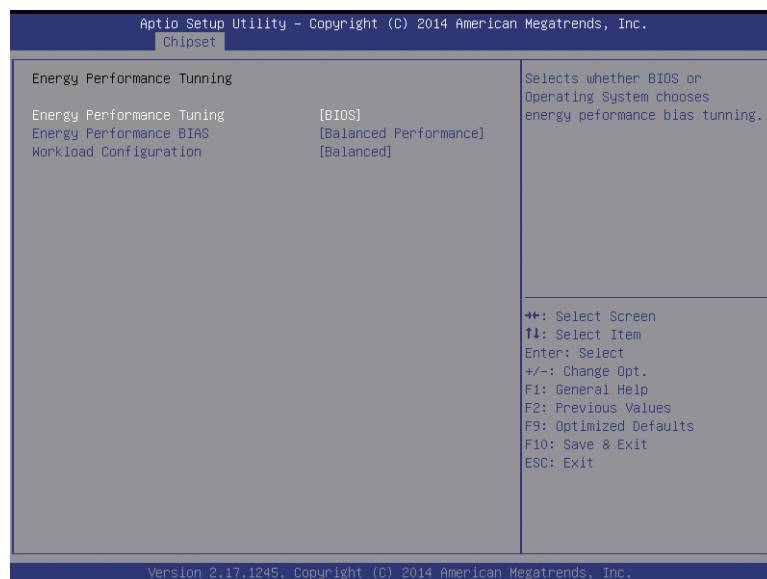 Aptio Setup Utility – Copyright (C) 2014 American Megatrends, Inc.
Chipset
Energy Performance Tunning
Energy Performance Tuning [BIOS]
Energy Performance BIAS [Balanced Performance]
Workload Configuration [Balanced]
Selects whether BIOS or
Operating System chooses
energy peformance bias tunning.
→←: Select Screen
↑↓: Select Item
Enter: Select
+/-: Change Opt.
F1: General Help
F2: Previous Values
F9: Optimized Defaults
F10: Save & Exit
ESC: Exit
Version 2.17.1245. Copyright (C) 2014 American Megatrends, Inc.